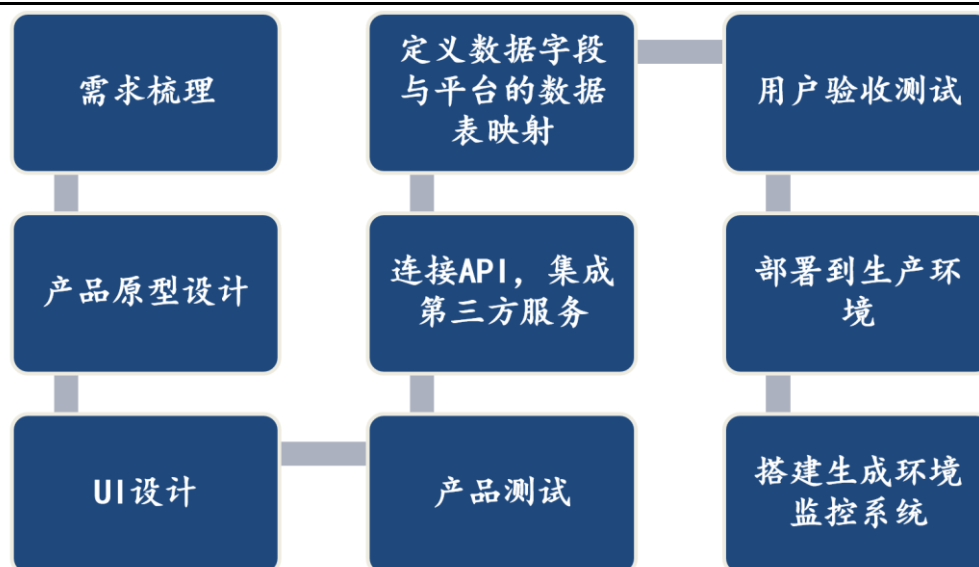 需求梳理
产品原型设计
UI设计
产品测试
连接API，集成
第三方服务
定义数据字段
与平台的数据
表映射
用户验收测试
部署到生产环
境
搭建生成环境
监控系统